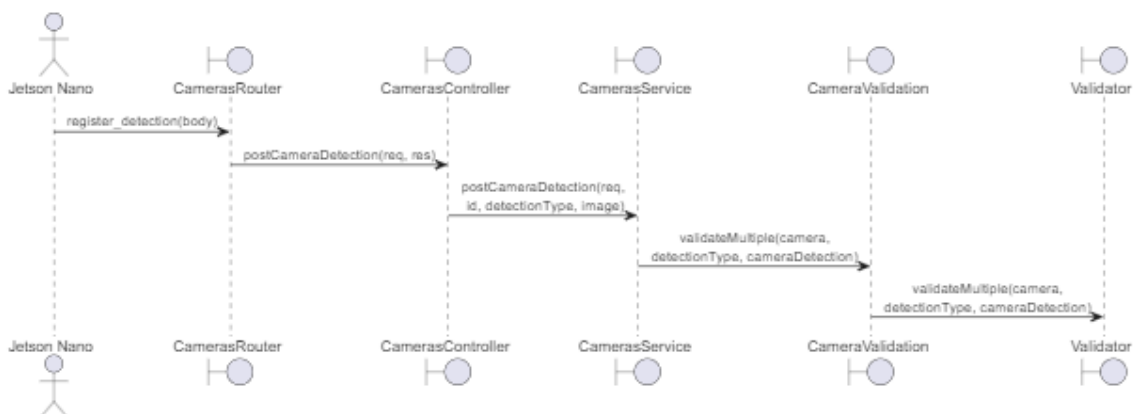 Jetson Nano CamerasRouter CamerasController CamerasService CameraValidation Validator
register_detection(body)
postCameraDetection(req, res)
postCameraDetection(req,
id, detectionType, image)
validateMultiple(camera,
detectionType, cameraDetection)
validateMultiple(camera,
detectionType, cameraDetection)
Jetson Nano CamerasRouter CamerasController CamerasService CameraValidation Validator